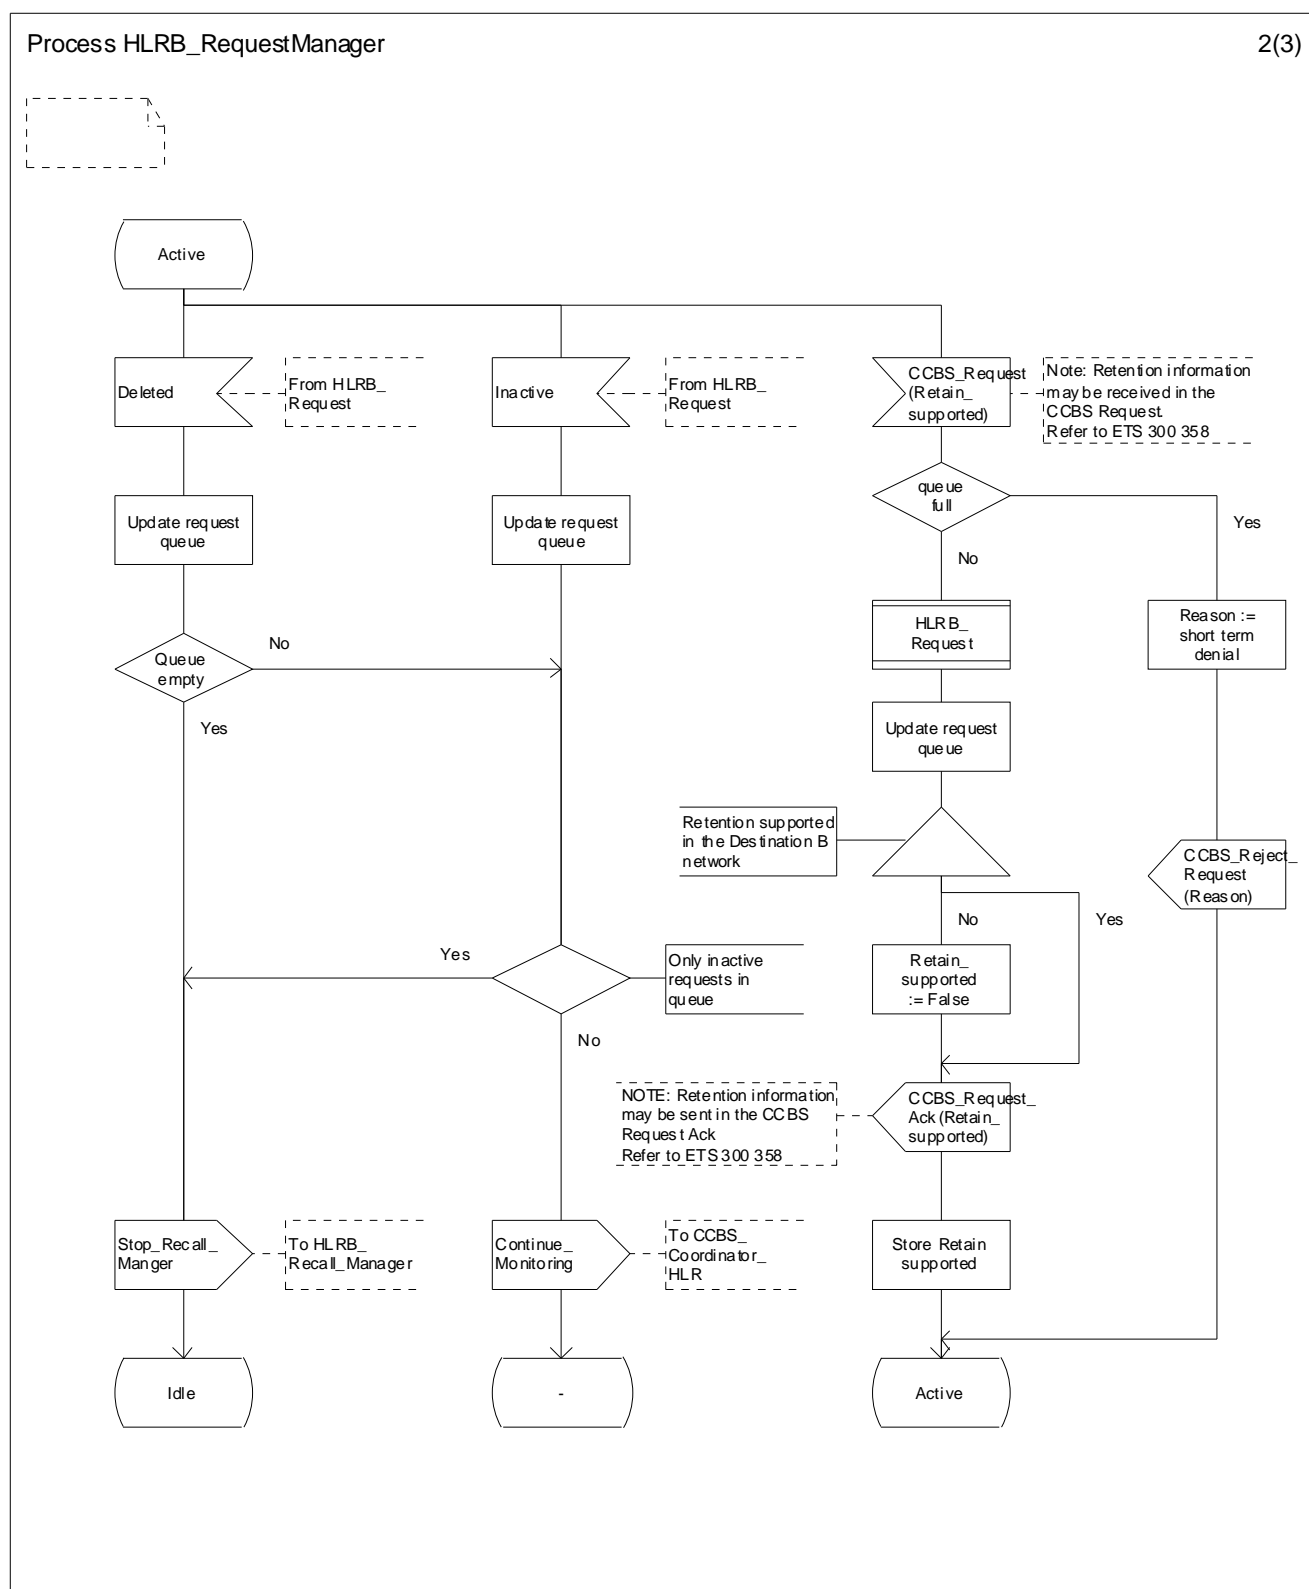 Process HLRB_RequestManager
2(3)
Active
Deleted
From HLRB_
Request
Inactive
From HLRB_
Request
CCBS_Request
(Retain_
supported)
Note: Retention information
may be received in the
CCBS Request.
Refer to ETS 300 358
Update request
queue
Update request
queue
queue
full
Yes
No
Queue
empty
No
Yes
HLRB_
Request
Reason :=
short term
denial
Update request
queue
Retention supported
in the Destination B
network
CCBS_Reject_
Request
(Reason)
No
Yes
Yes
Only inactive
requests in
queue
No
Retain_
supported
:= False
NOTE: Retention information
may be sent in the CCBS
Request Ack
Refer to ETS 300 358
CCBS_Request_
Ack (Retain_
supported)
Stop_Recall_
Manger
To HLRB_
Recall_Manager
Continue_
Monitoring
To CCBS_
Coordinator_
HLR
Store Retain
supported
Idle
-
Active